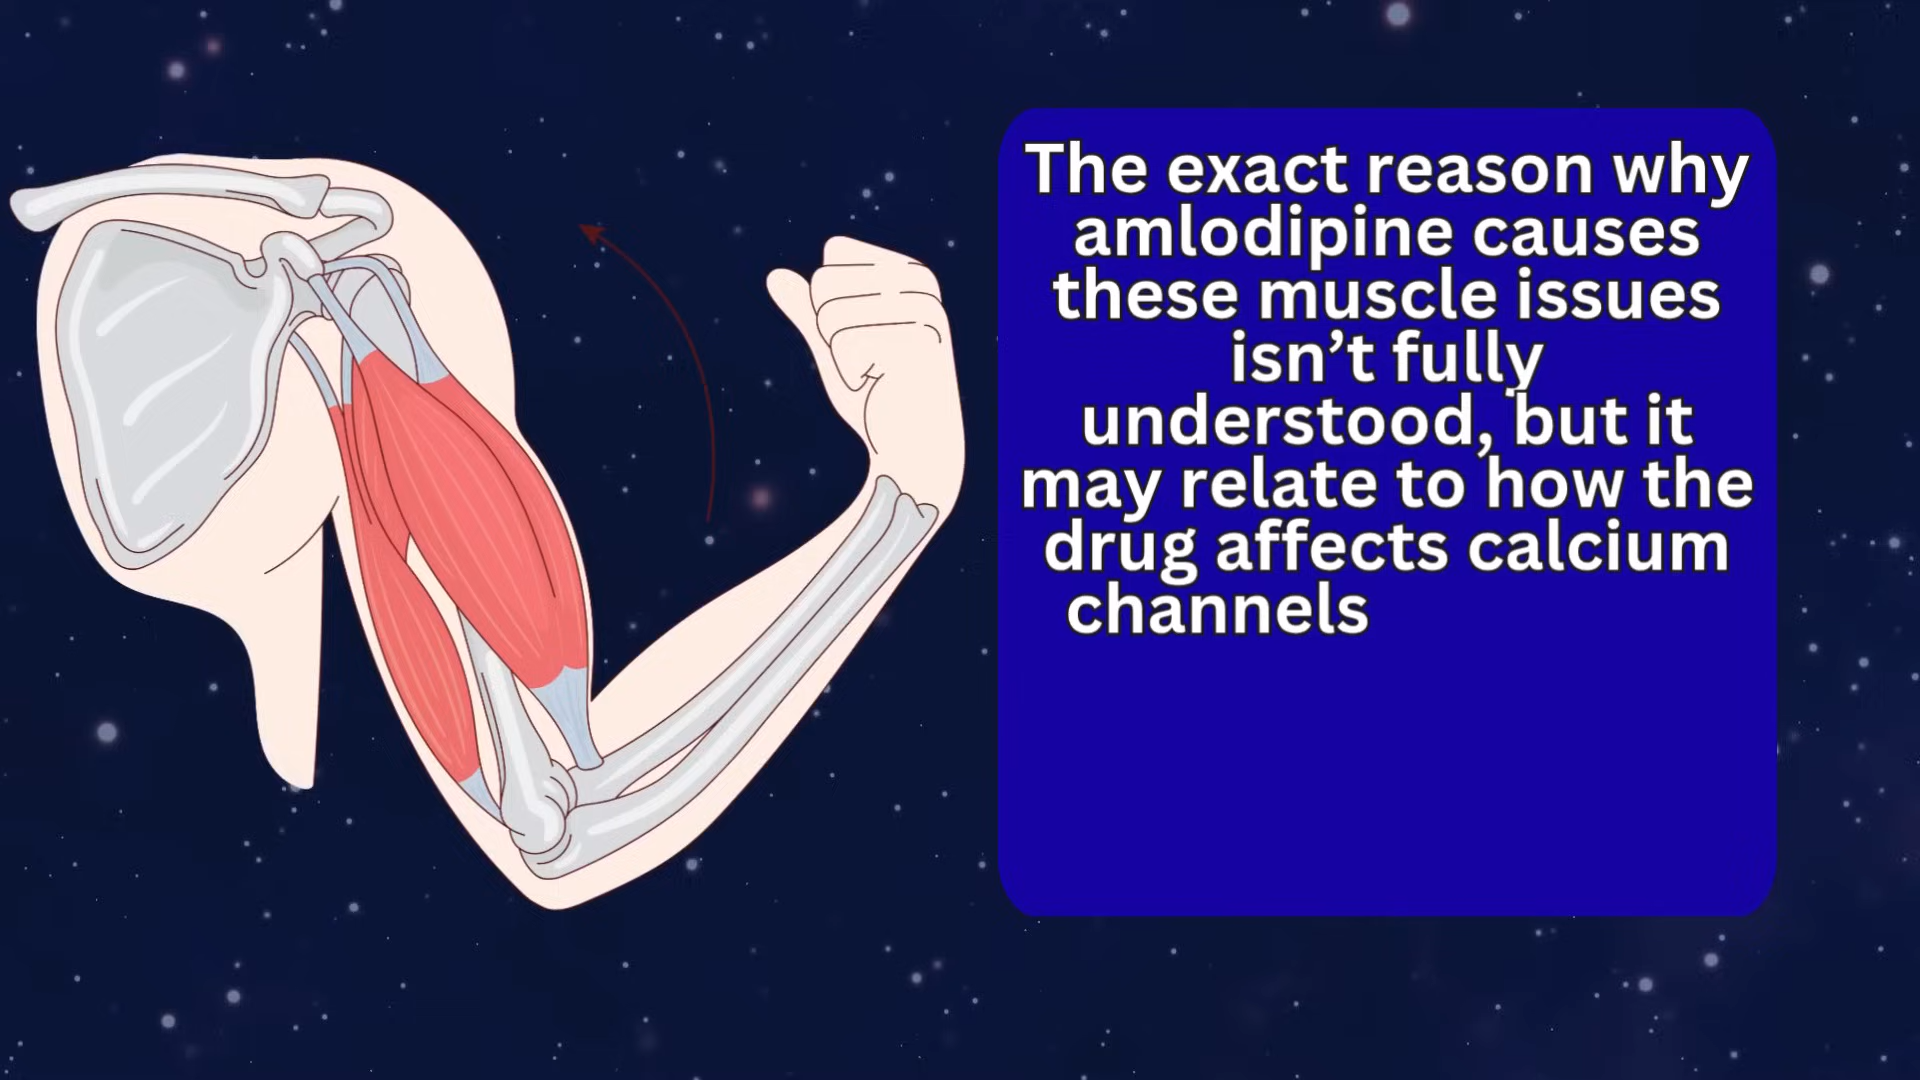 The exact reason why
amlodipine causes
these muscle issues
isn’t fully
understood, but it
may relate to how the
drug affects calcium
channels